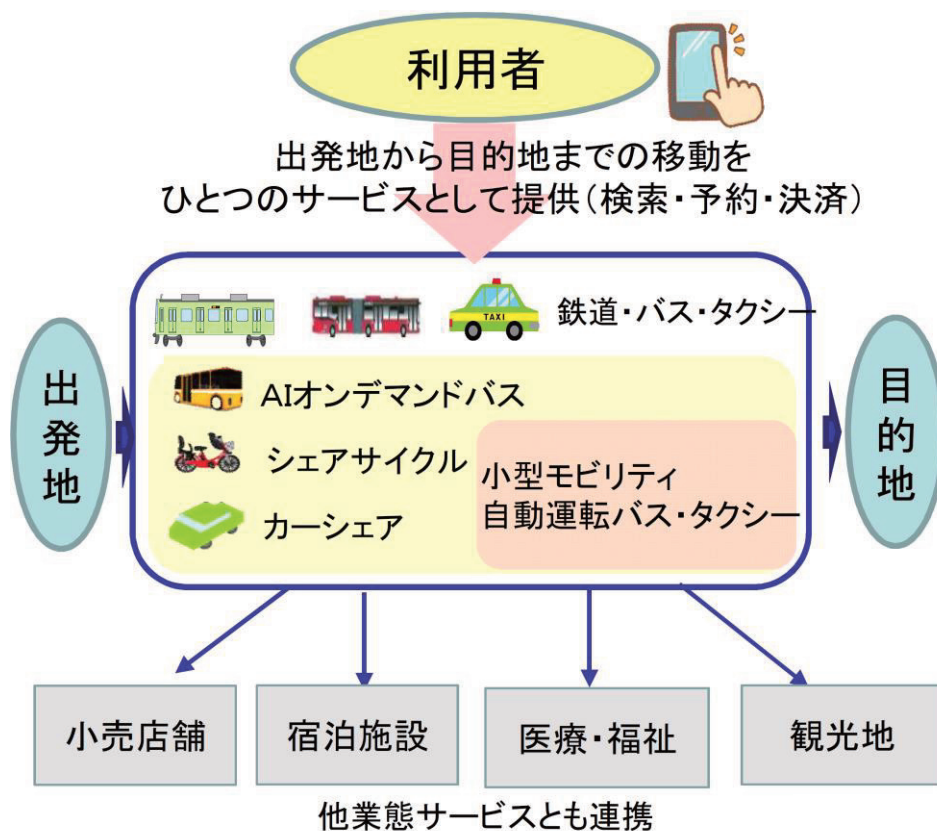 利用者
出発地から目的地までの移動を
ひとつのサービスとして提供(検索・予約・決済)
TAXI
鉄道・バス・タクシー
出発地
AIオンデマンドバス
シェアサイクル
カーシェア
小型モビリティ
自動運転バス・タクシー
目的地
小売店舗
宿泊施設
医療・福祉
観光地
他業態サービスとも連携